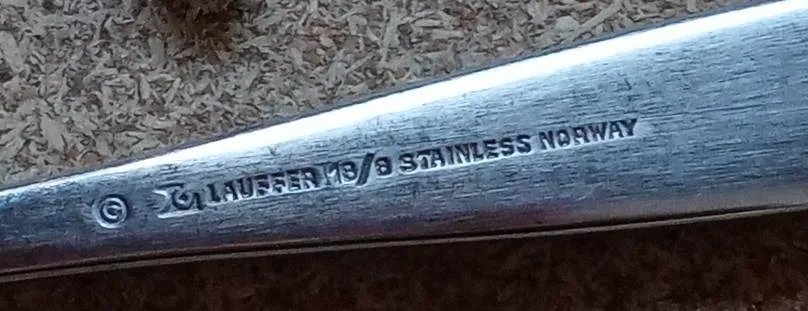 © LAUFFER 18/8 STAINLESS NORWAY